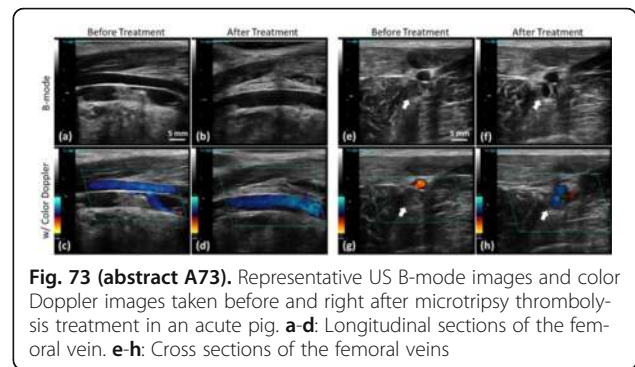 Before Treatment After Treatment Before Treatment After Treatment
B-mode
(a) (b) (e) (f)
5 mm 5 mm
w/ Color Doppler
(c) (d) (g) (h)
Fig. 73 (abstract A73). Representative US B-mode images and color
Doppler images taken before and right after microtripsy thromboly-
sis treatment in an acute pig. a-d: Longitudinal sections of the fem-
oral vein. e-h: Cross sections of the femoral veins